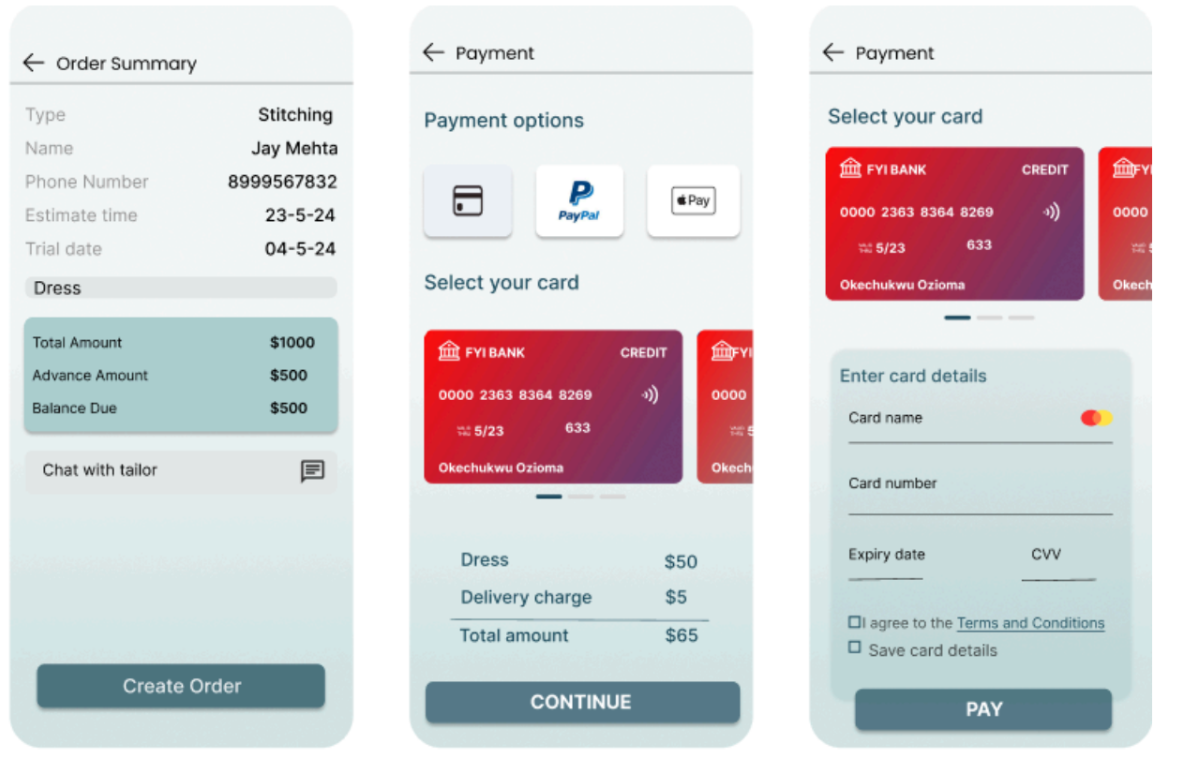 Order Summary
Type Stitching
Name Jay Mehta
Phone Number 8999567832
Estimate time 23-5-24
Trial date 04-5-24
Dress
Total Amount $1000
Advance Amount $500
Balance Due $500
Chat with tailor
Create Order
Payment
Payment options
PayPal
Pay
Select your card
FYI BANK CREDIT
0000 2363 8364 8269
VALID THRU 5/23 633
Okechukwu Ozioma
FYI
0000
5
Okech
Dress $50
Delivery charge $5
Total amount $65
CONTINUE
Payment
Select your card
FYI BANK CREDIT
0000 2363 8364 8269
VALID THRU 5/23 633
Okechukwu Ozioma
FYI
0000
Okech
Enter card details
Card name
Card number
Expiry date CVV
I agree to the Terms and Conditions
Save card details
PAY